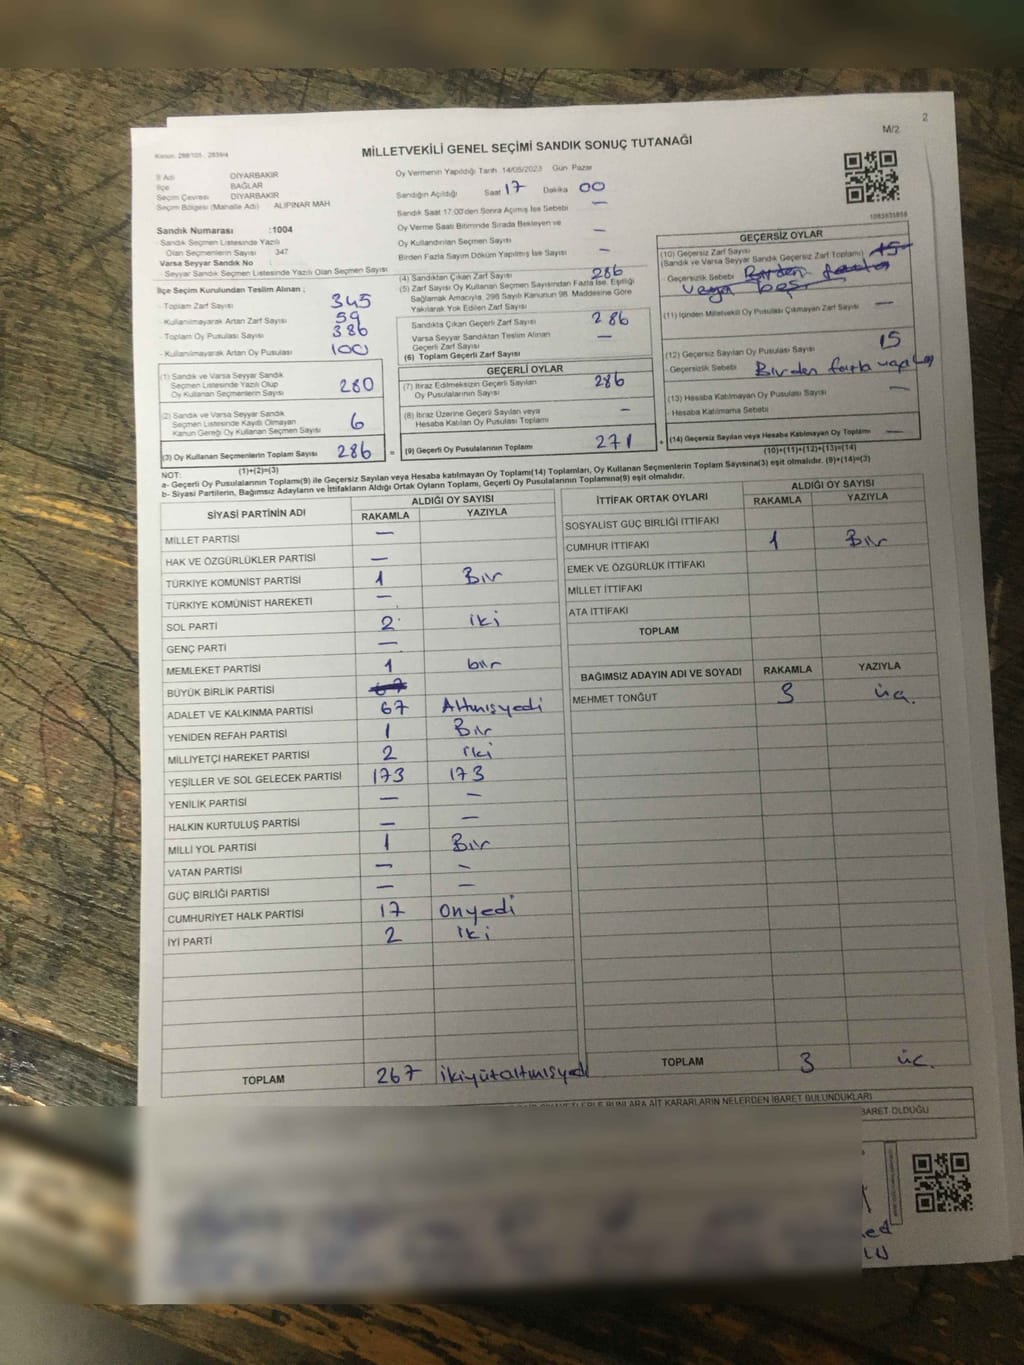 2
M/2
MİLLETVEKİLİ GENEL SEÇİMİ SANDIK SONUÇ TUTANAĞI
İl Adı DİYARBAKIR
İlçe BAĞLAR
Seçim Çevresi DİYARBAKIR
Seçim Bölgesi (Mahalle Adı) ALİPINAR MAH.
Sandık Numarası :1004
Sandık Seçmen Listesinde Yazılı
Olan Seçmenlerin Sayısı 347
Varsa Seyyar Sandık No :
Seyyar Sandık Seçmen Listesinde Yazılı Olan Seçmen Sayısı
İlçe Seçim Kurulundan Teslim Alınan ;
- Toplam Zarf Sayısı 345
- Kullanılmayarak Artan Zarf Sayısı 59
- Toplam Oy Pusulası Sayısı 386
- Kullanılmayarak Artan Oy Pusulası 100
(1) Sandık ve Varsa Seyyar Sandık
Seçmen Listesinde Yazılı Olup
Oy Kullanan Seçmenlerin Sayısı 280
(2) Sandık ve Varsa Seyyar Sandık
Seçmen Listesinde Kayıtlı Olmayan
Kanun Gereği Oy Kullanan Seçmen Sayısı 6
(3) Oy Kullanan Seçmenlerin Toplam Sayısı 286 =
(1)+(2)=(3)
Oy Vermenin Yapıldığı Tarih 14/05/2023 Gün Pazar
Sandığın Açıldığı Saat 17 Dakika 00
Sandık Saat 17:00'den Sonra Açılmış İse Sebebi —
Oy Verme Saati Bitiminde Sırada Bekleyen ve
Oy Kullandırılan Seçmen Sayısı —
Birden Fazla Sayım Döküm Yapılmış İse Sayısı —
(4) Sandıktan Çıkan Zarf Sayısı 286
(5) Zarf Sayısı Oy Kullanan Seçmen Sayısından Fazla İse, Eşitliği
Sağlamak Amacıyla, 298 Sayılı Kanunun 98. Maddesine Göre
Yakılarak Yok Edilen Zarf Sayısı
Sandıkta Çıkan Geçerli Zarf Sayısı 286
Varsa Seyyar Sandıktan Teslim Alınan
Geçerli Zarf Sayısı —
(6) Toplam Geçerli Zarf Sayısı
GEÇERLİ OYLAR
(7) İtiraz Edilmeksizin Geçerli Sayılan
Oy Pusulalarının Sayısı 286
(8) İtiraz Üzerine Geçerli Sayılan veya
Hesaba Katılan Oy Pusulası Toplamı —
(9) Geçerli Oy Pusulalarının Toplamı 271 +
GEÇERSİZ OYLAR
(10) Geçersiz Zarf Sayısı
(Sandık ve Varsa Seyyar Sandık Geçersiz Zarf Toplamı) 15
- Geçersizlik Sebebi Birden fazla
veya beş
(11) İçinden Milletvekili Oy Pusulası Çıkmayan Zarf Sayısı —
(12) Geçersiz Sayılan Oy Pusulası Sayısı 15
- Geçersizlik Sebebi Birden fazla
(13) Hesaba Katılmayan Oy Pusulası Sayısı —
- Hesaba Katılmama Sebebi
(14) Geçersiz Sayılan veya Hesaba Katılmayan Oy Toplamı —
(10)+(11)+(12)+(13)=(14)
NOT:
a- Geçerli Oy Pusulalarının Toplamı(9) ile Geçersiz Sayılan veya Hesaba katılmayan Oy Toplamı(14) Toplamları, Oy Kullanan Seçmenlerin Toplam Sayısına(3) eşit olmalıdır. (9)+(14)=(3)
b- Siyasi Partilerin, Bağımsız Adayların ve İttifakların Aldığı Ortak Oyların Toplamı, Geçerli Oy Pusulalarının Toplamına(9) eşit olmalıdır.
SİYASİ PARTİNİN ADI ALDIĞI OY SAYISI
RAKAMLA YAZIYLA
MİLLET PARTİSİ —
HAK VE ÖZGÜRLÜKLER PARTİSİ —
TÜRKİYE KOMÜNİST PARTİSİ 1 Bir
TÜRKİYE KOMÜNİST HAREKETİ —
SOL PARTİ 2 iki
GENÇ PARTİ —
MEMLEKET PARTİSİ 1 bir
BÜYÜK BİRLİK PARTİSİ 67
ADALET VE KALKINMA PARTİSİ 67 Altmışyedi
YENİDEN REFAH PARTİSİ 1 Bir
MİLLİYETÇİ HAREKET PARTİSİ 2 iki
YEŞİLLER VE SOL GELECEK PARTİSİ 173 173
YENİLİK PARTİSİ — —
HALKIN KURTULUŞ PARTİSİ — —
MİLLİ YOL PARTİSİ 1 Bir
VATAN PARTİSİ — —
GÜÇ BİRLİĞİ PARTİSİ — —
CUMHURİYET HALK PARTİSİ 17 Onyedi
İYİ PARTİ 2 iki
TOPLAM 267 ikiyüzaltmışyedi
İTTİFAK ORTAK OYLARI ALDIĞI OY SAYISI
RAKAMLA YAZIYLA
SOSYALİST GÜÇ BİRLİĞİ İTTİFAKI
CUMHUR İTTİFAKI 1 Bir
EMEK VE ÖZGÜRLÜK İTTİFAKI
MİLLET İTTİFAKI
ATA İTTİFAKI
TOPLAM
BAĞIMSIZ ADAYIN ADI VE SOYADI RAKAMLA YAZIYLA
MEHMET TONĞUT 3 üç.
TOPLAM 3 üç.
BUNLARA AİT KARARLARIN NELERDEN İBARET BULUNDUKLARI
İBARET OLDUĞU